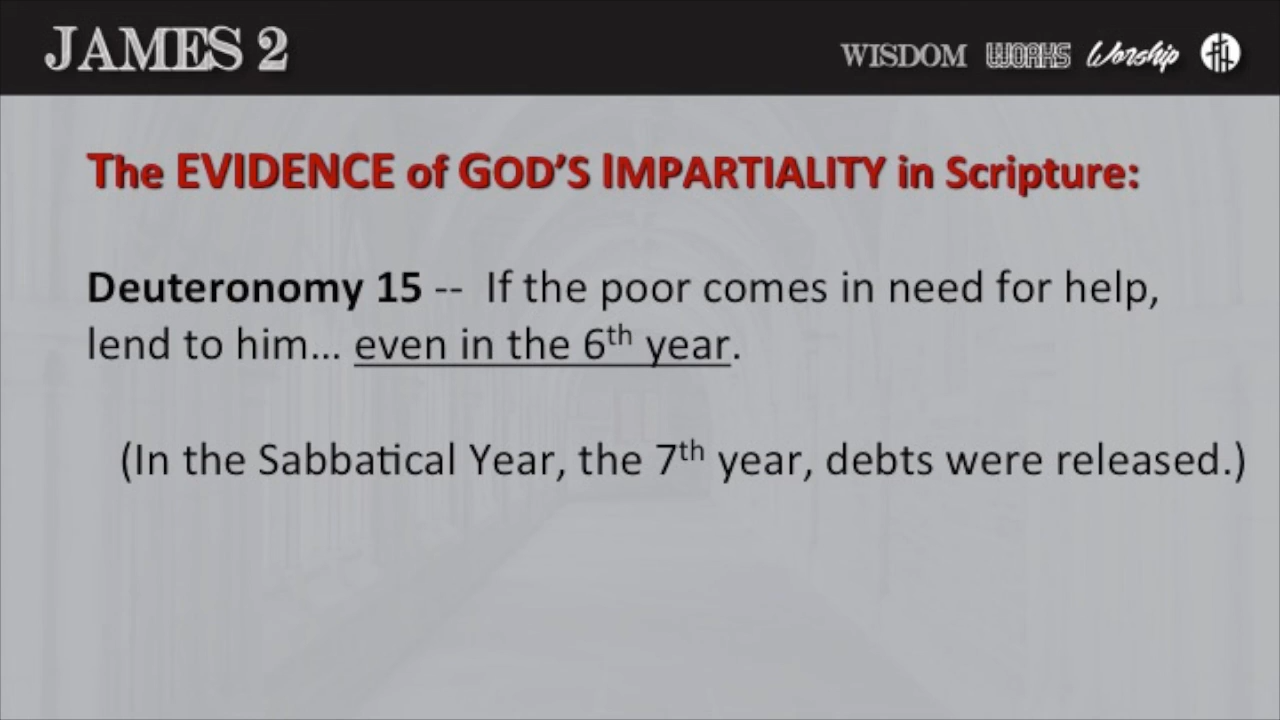 JAMES 2
WISDOM WORKS Worship
The EVIDENCE of GOD'S IMPARTIALITY in Scripture:
Deuteronomy 15 -- If the poor comes in need for help,
lend to him... even in the 6th year.
(In the Sabbatical Year, the 7th year, debts were released.)